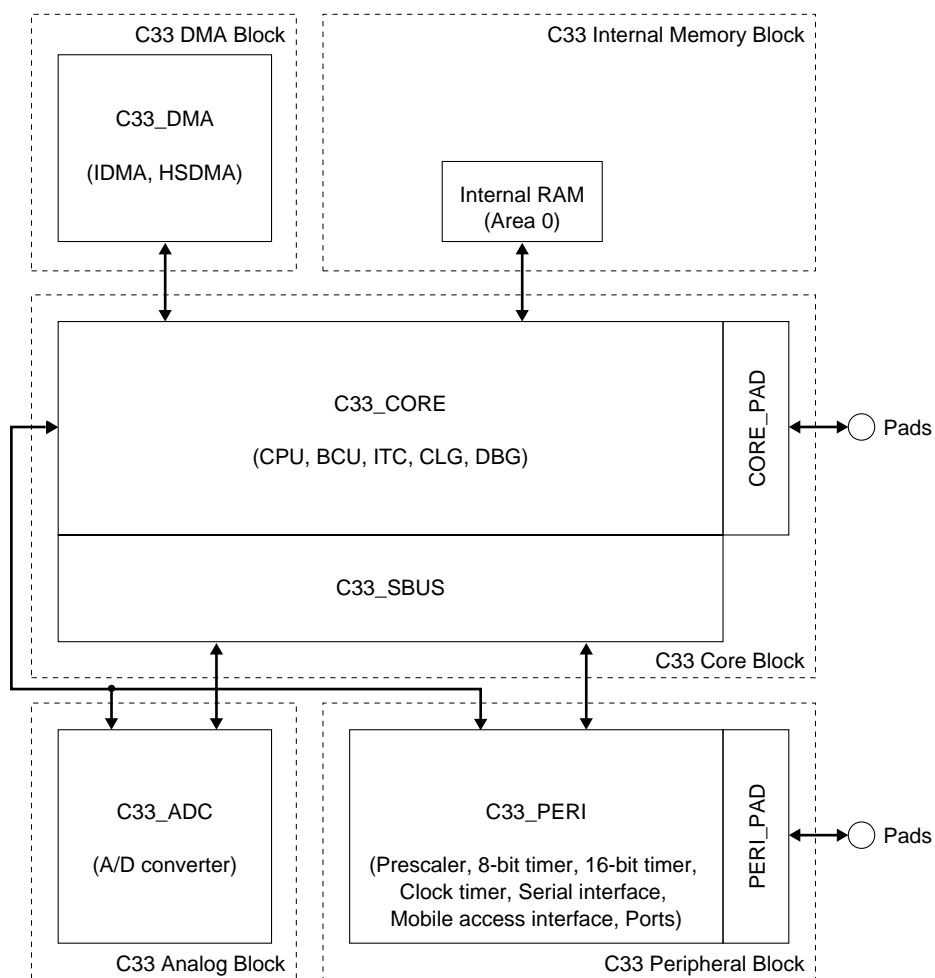 C33 DMA Block
C33 Internal Memory Block
C33_DMA
(IDMA, HSDMA)
Internal RAM
(Area 0)
C33_CORE
(CPU, BCU, ITC, CLG, DBG)
CORE_PAD
Pads
C33_SBUS
C33 Core Block
C33_ADC
(A/D converter)
C33_PERI
(Prescaler, 8-bit timer, 16-bit timer,
Clock timer, Serial interface,
Mobile access interface, Ports)
PERI_PAD
Pads
C33 Analog Block
C33 Peripheral Block